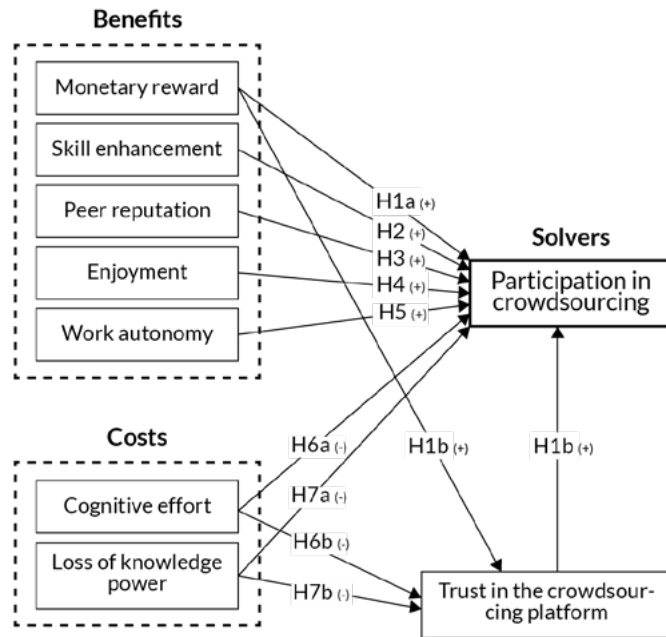 Benefits
Monetary reward
Skill enhancement
Peer reputation
Enjoyment
Work autonomy
H1a (+)
H2 (+)
H3 (+)
H4 (+)
H5 (+)
Solvers
Participation in
crowdsourcing
Costs
Cognitive effort
Loss of knowledge
power
H6a (-)
H7a (-)
H6b (-)
H7b (-)
H1b (+)
H1b (+)
Trust in the crowdsour-
cing platform